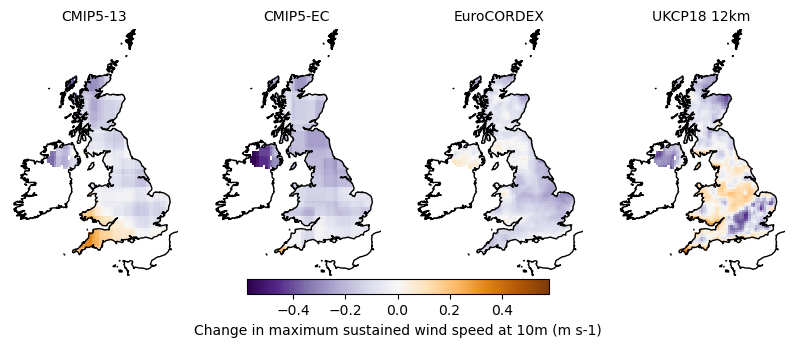 CMIP5-13 CMIP5-EC EuroCORDEX UKCP18 12km
−0.4 −0.2 0.0 0.2 0.4
Change in maximum sustained wind speed at 10m (m s-1)